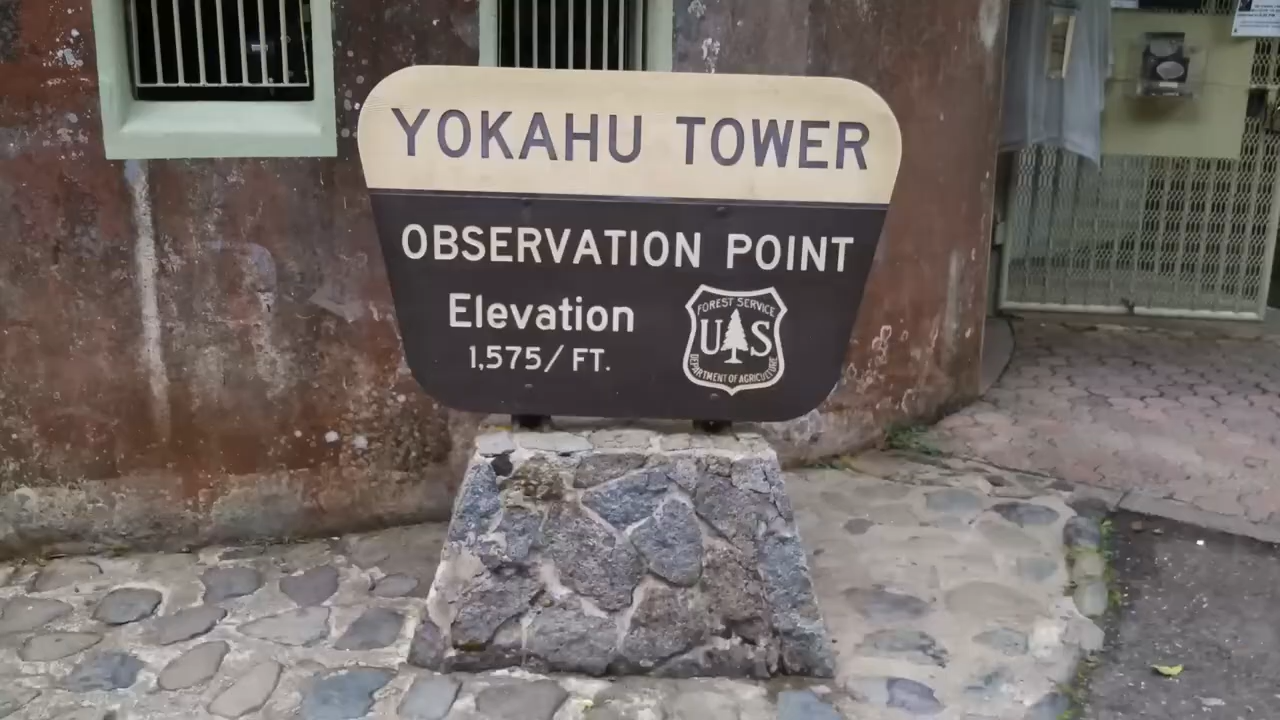 YOKAHU TOWER
OBSERVATION POINT
Elevation
1,575/ FT.
FOREST SERVICE
U S
DEPARTMENT OF AGRICULTURE